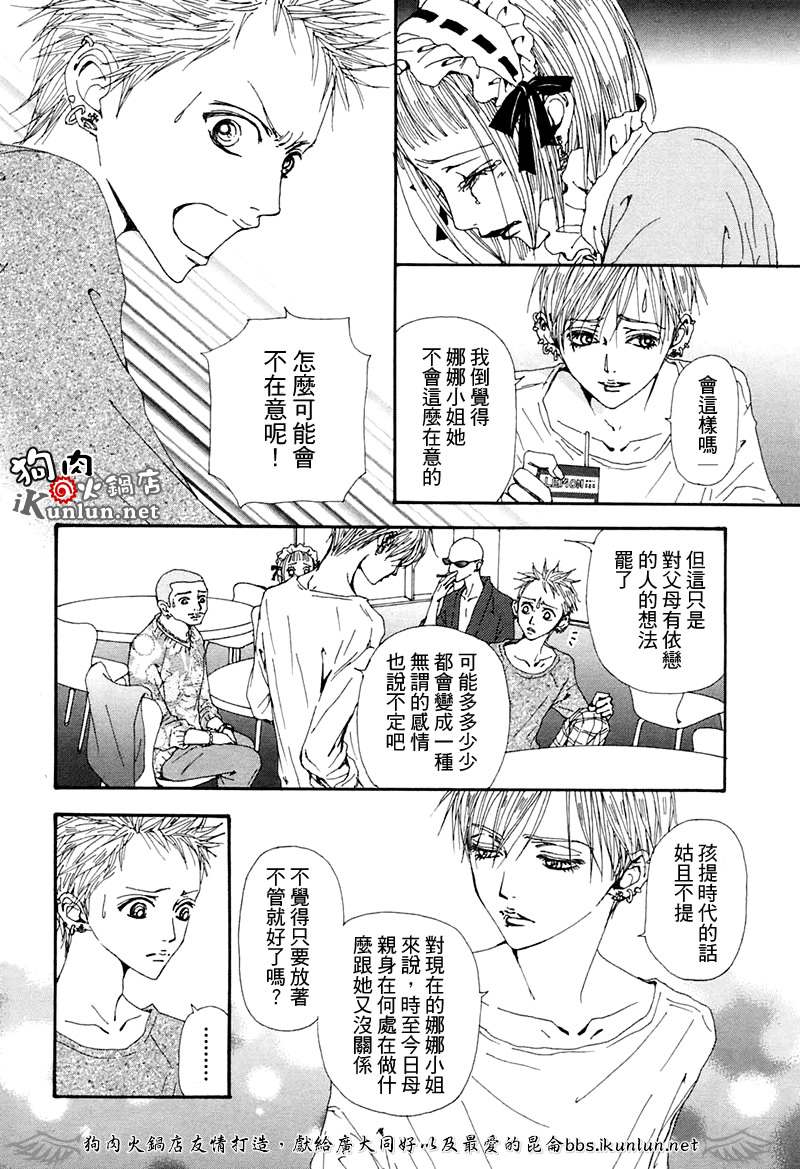 會這樣嗎—
我倒覺得
娜娜小姐她
不會這麼在意的
怎麼可能會
不在意呢！
狗肉
火鍋店
iKunlun.net
但這只是
對父母有依戀
的人的想法
罷了
可能多多少少
都會變成一種
無謂的感情
也說不定吧
孩提時代的話
姑且不提
對現在的娜娜小姐
來說，時至今日母
親身在何處在做什
麼跟她又沒關係
不覺得只要放著
不管就好了嗎？
………
狗肉火鍋店友情打造，獻給廣大同好以及最愛的昆侖bbs.ikunlun.net